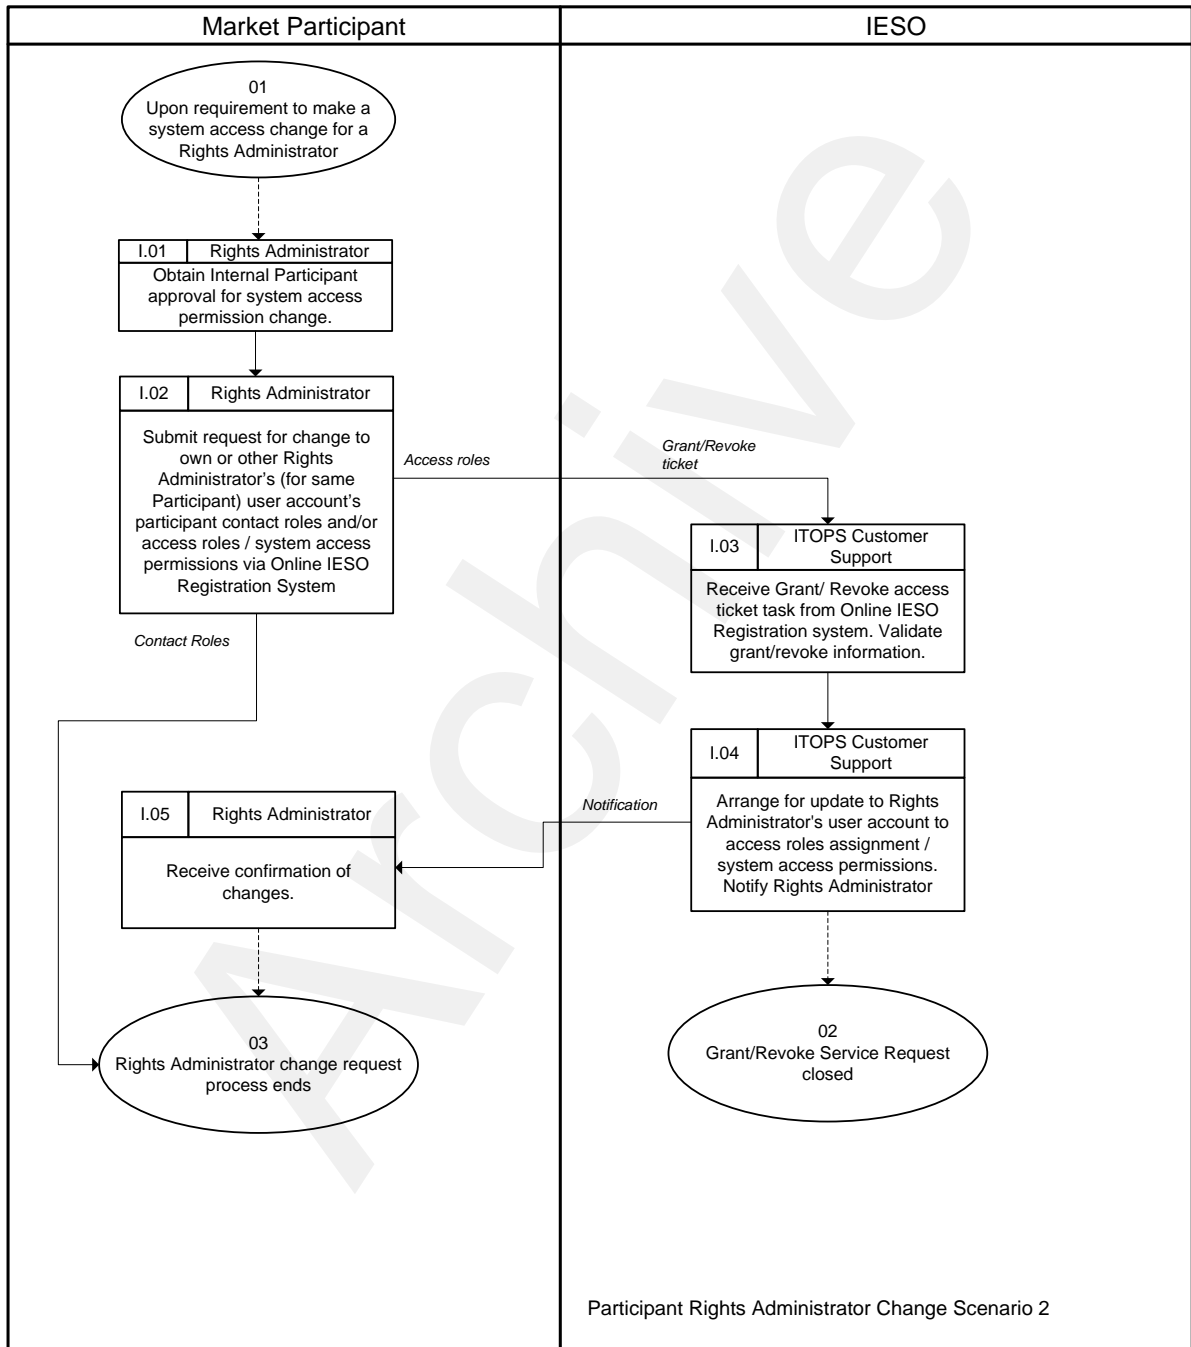 Market Participant
IESO
01
Upon requirement to make a
system access change for a
Rights Administrator
I.01
Rights Administrator
Obtain Internal Participant
approval for system access
permission change.
I.02
Rights Administrator
Submit request for change to
own or other Rights
Administrator's (for same
Participant) user account's
participant contact roles and/or
access roles / system access
permissions via Online IESO
Registration System
Access roles
Grant/Revoke
ticket
I.03
ITOPS Customer
Support
Receive Grant/ Revoke access
ticket task from Online IESO
Registration system. Validate
grant/revoke information.
Contact Roles
I.04
ITOPS Customer
Support
Arrange for update to Rights
Administrator's user account to
access roles assignment /
system access permissions.
Notify Rights Administrator
Notification
I.05
Rights Administrator
Receive confirmation of
changes.
03
Rights Administrator change request
process ends
02
Grant/Revoke Service Request
closed
Participant Rights Administrator Change Scenario 2
Archive